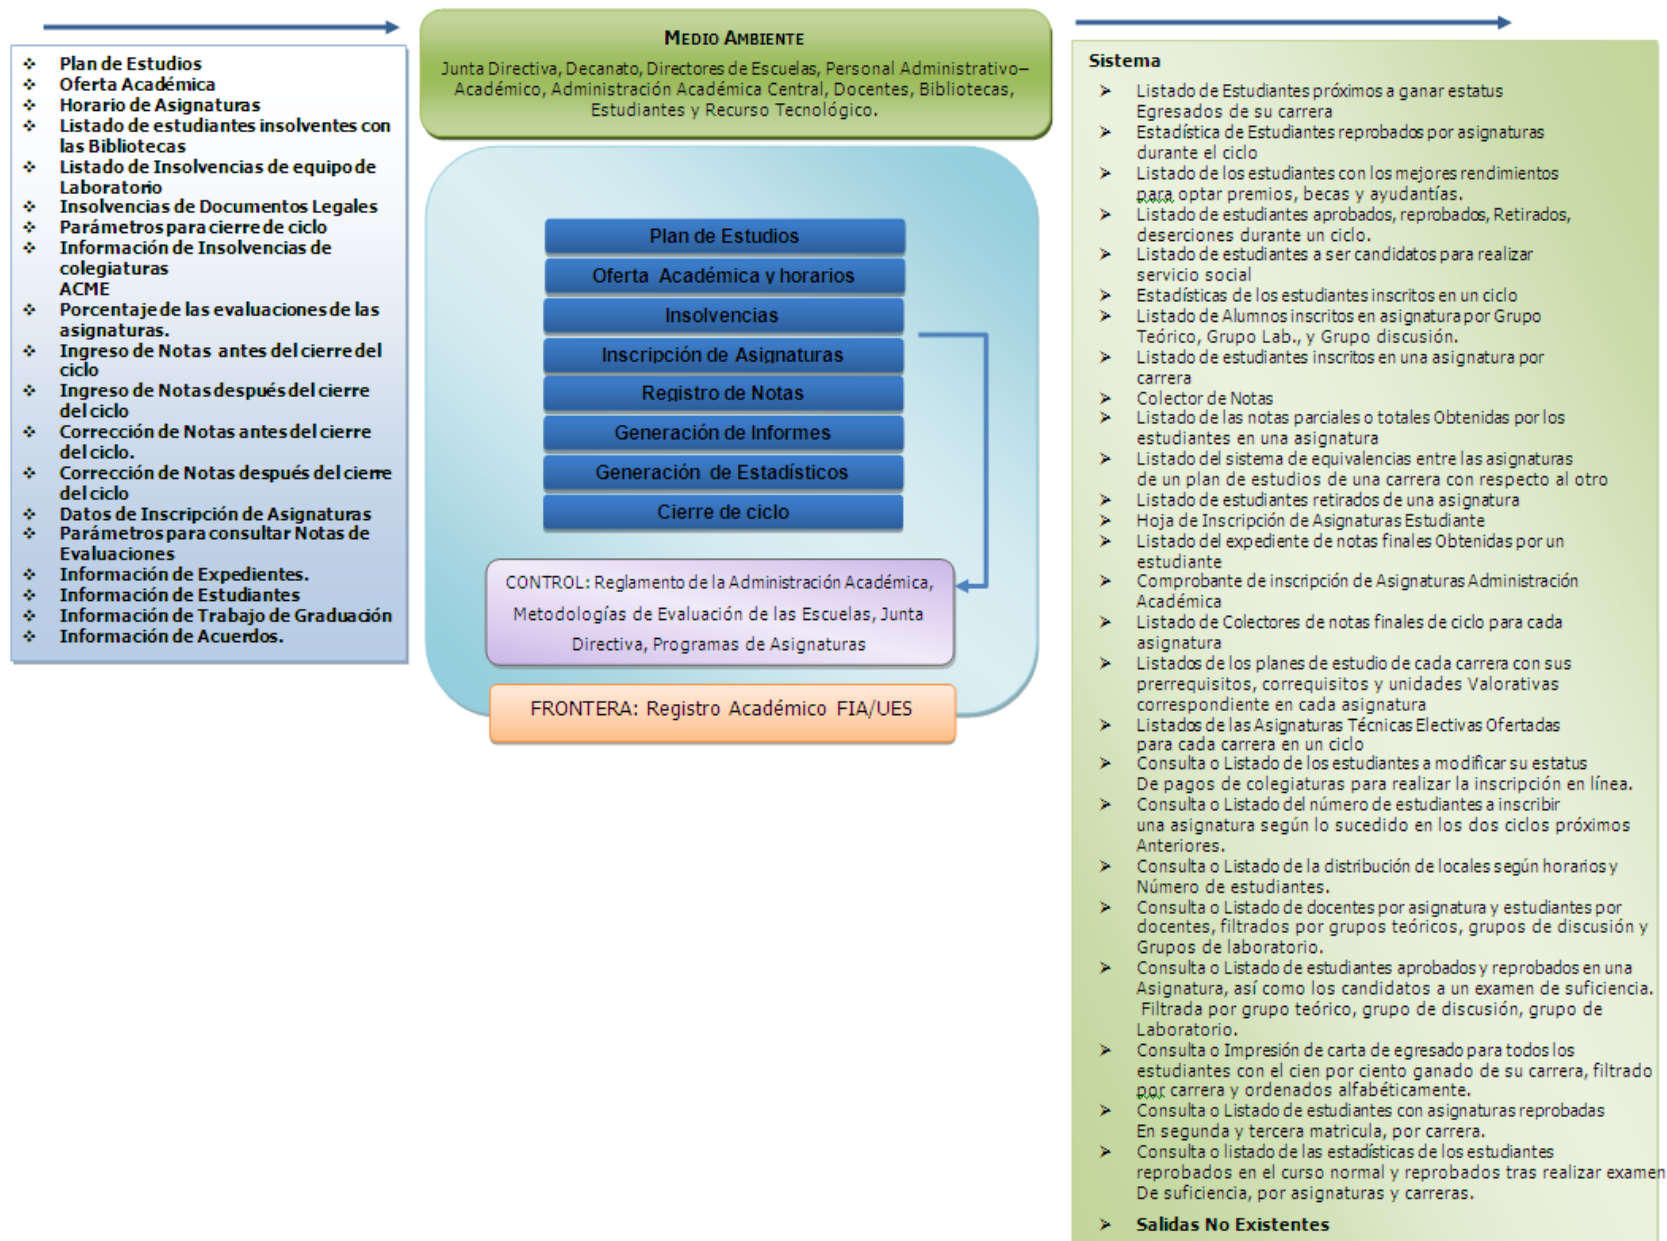 Plan de Estudios
Oferta Académica
Horario de Asignaturas
Listado de estudiantes insolventes con
las Bibliotecas
Listado de Insolvencias de equipo de
Laboratorio
Insolvencias de Documentos Legales
Parámetros para cierre de ciclo
Información de Insolvencias de
colegiaturas
ACME
Porcentaje de las evaluaciones de las
asignaturas.
Ingreso de Notas antes del cierre del
ciclo
Ingreso de Notas después del cierre
del ciclo
Corrección de Notas antes del cierre
del ciclo.
Corrección de Notas después del cierre
del ciclo
Datos de Inscripción de Asignaturas
Parámetros para consultar Notas de
Evaluaciones
Información de Expedientes.
Información de Estudiantes
Información de Trabajo de Graduación
Información de Acuerdos.
MEDIO AMBIENTE
Junta Directiva, Decanato, Directores de Escuelas, Personal Administrativo–
Académico, Administración Académica Central, Docentes, Bibliotecas,
Estudiantes y Recurso Tecnológico.
Plan de Estudios
Oferta Académica y horarios
Insolvencias
Inscripción de Asignaturas
Registro de Notas
Generación de Informes
Generación de Estadísticos
Cierre de ciclo
CONTROL: Reglamento de la Administración Académica,
Metodologías de Evaluación de las Escuelas, Junta
Directiva, Programas de Asignaturas
FRONTERA: Registro Académico FIA/UES
Sistema
Listado de Estudiantes próximos a ganar estatus
Egresados de su carrera
Estadística de Estudiantes reprobados por asignaturas
durante el ciclo
Listado de los estudiantes con los mejores rendimientos
para optar premios, becas y ayudantías.
Listado de estudiantes aprobados, reprobados, Retirados,
deserciones durante un ciclo.
Listado de estudiantes a ser candidatos para realizar
servicio social
Estadísticas de los estudiantes inscritos en un ciclo
Listado de Alumnos inscritos en asignatura por Grupo
Teórico, Grupo Lab., y Grupo discusión.
Listado de estudiantes inscritos en una asignatura por
carrera
Colector de Notas
Listado de las notas parciales o totales Obtenidas por los
estudiantes en una asignatura
Listado del sistema de equivalencias entre las asignaturas
de un plan de estudios de una carrera con respecto al otro
Listado de estudiantes retirados de una asignatura
Hoja de Inscripción de Asignaturas Estudiante
Listado del expediente de notas finales Obtenidas por un
estudiante
Comprobante de inscripción de Asignaturas Administración
Académica
Listado de Colectores de notas finales de ciclo para cada
asignatura
Listados de los planes de estudio de cada carrera con sus
prerrequisitos, correquisitos y unidades Valorativas
correspondiente en cada asignatura
Listados de las Asignaturas Técnicas Electivas Ofertadas
para cada carrera en un ciclo
Consulta o Listado de los estudiantes a modificar su estatus
De pagos de colegiaturas para realizar la inscripción en línea.
Consulta o Listado del número de estudiantes a inscribir
una asignatura según lo sucedido en los dos ciclos próximos
Anteriores.
Consulta o Listado de la distribución de locales según horarios y
Número de estudiantes.
Consulta o Listado de docentes por asignatura y estudiantes por
docentes, filtrados por grupos teóricos, grupos de discusión y
Grupos de laboratorio.
Consulta o Listado de estudiantes aprobados y reprobados en una
Asignatura, así como los candidatos a un examen de suficiencia.
Filtrada por grupo teórico, grupo de discusión, grupo de
Laboratorio.
Consulta o Impresión de carta de egresado para todos los
estudiantes con el cien por ciento ganado de su carrera, filtrado
por carrera y ordenados alfabéticamente.
Consulta o Listado de estudiantes con asignaturas reprobadas
En segunda y tercera matricula, por carrera.
Consulta o listado de las estadísticas de los estudiantes
reprobados en el curso normal y reprobados tras realizar examen
De suficiencia, por asignaturas y carreras.
Salidas No Existentes